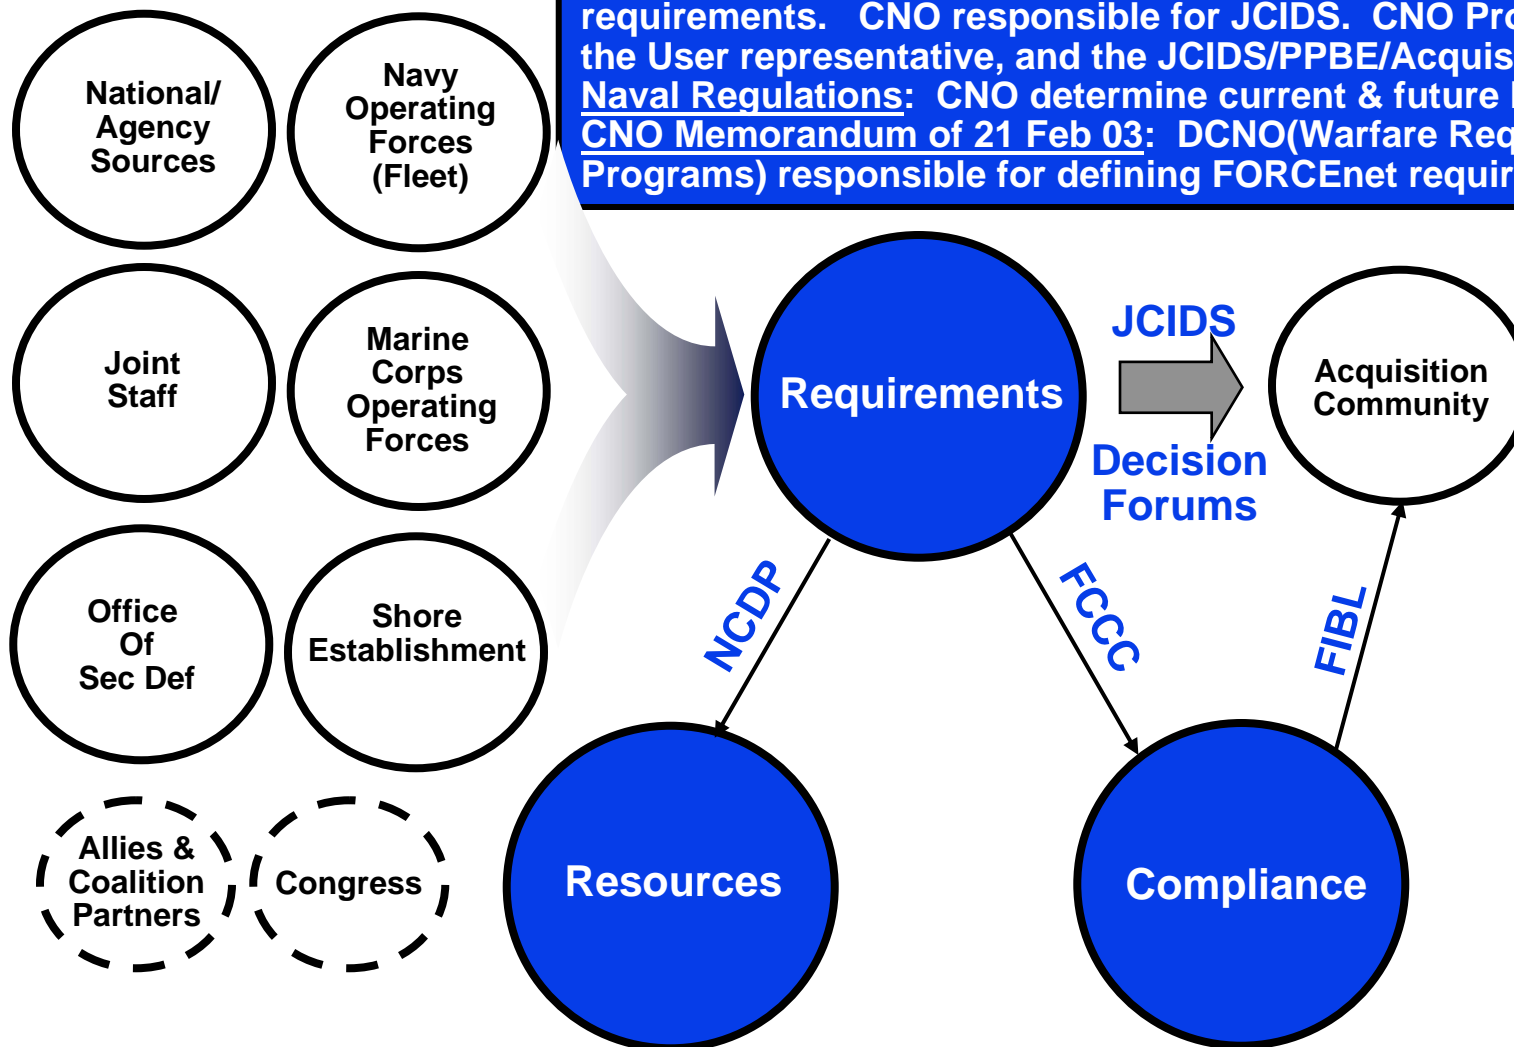 requirements. CNO responsible for JCIDS. CNO
the User representative, and the JCIDS/PPBE/
Naval Regulations: CNO determine current & future
CNO Memorandum of 21 Feb 03: DCNO(Warfare
Programs) responsible for defining FORCEnet
National/
Agency
Sources
Navy
Operating
Forces
(Fleet)
Joint
Staff
Marine
Corps
Operating
Forces
Office
Of
Sec Def
Shore
Establishment
Allies &
Coalition
Partners
Congress
Requirements
JCIDS
Decision
Forums
Acquisition
Community
NCDP
FCCC
FIBL
Resources
Compliance